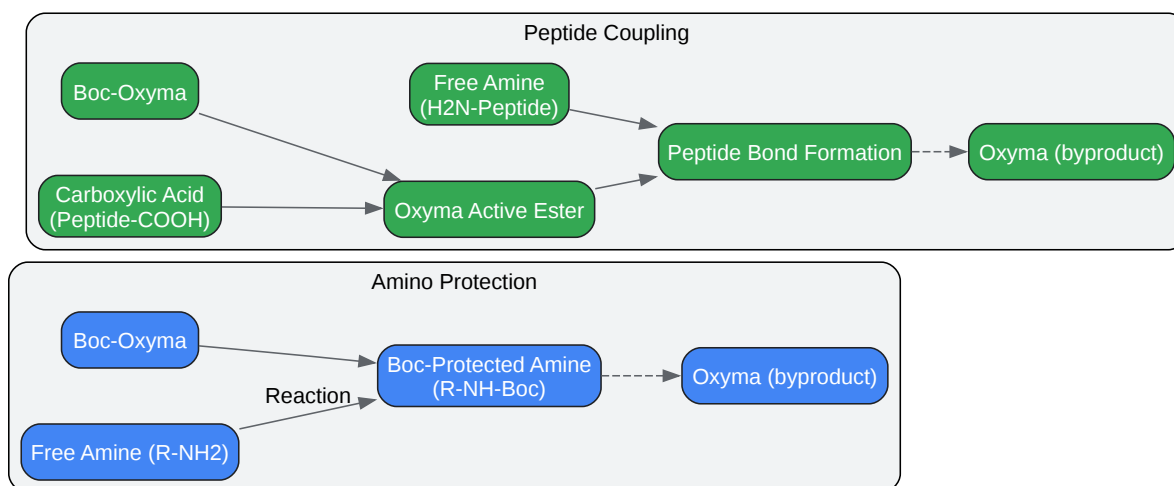 Peptide Coupling
Boc-Oxyma
Free Amine
(H2N-Peptide)
Peptide Bond Formation
Oxyma (byproduct)
Carboxylic Acid
(Peptide-COOH)
Oxyma Active Ester
Amino Protection
Boc-Oxyma
Boc-Protected Amine
(R-NH-Boc)
Oxyma (byproduct)
Reaction
Free Amine (R-NH2)